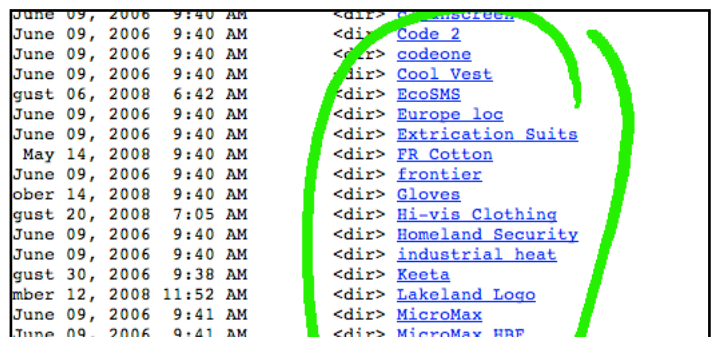 June 09, 2006 9:40 AM <dir> cleanscreen
June 09, 2006 9:40 AM <dir> Code 2
June 09, 2006 9:40 AM <dir> codeone
June 09, 2006 9:40 AM <dir> Cool Vest
gust 06, 2008 6:42 AM <dir> EcoSMS
June 09, 2006 9:40 AM <dir> Europe loc
June 09, 2006 9:40 AM <dir> Extrication Suits
May 14, 2008 9:40 AM <dir> FR Cotton
June 09, 2006 9:40 AM <dir> frontier
ober 14, 2008 9:40 AM <dir> Gloves
gust 20, 2008 7:05 AM <dir> Hi-vis Clothing
June 09, 2006 9:40 AM <dir> Homeland Security
June 09, 2006 9:40 AM <dir> industrial heat
gust 30, 2006 9:38 AM <dir> Keeta
mber 12, 2008 11:52 AM <dir> Lakeland Logo
June 09, 2006 9:41 AM <dir> MicroMax
June 09, 2006 9:41 AM <dir> MicroMax HBF